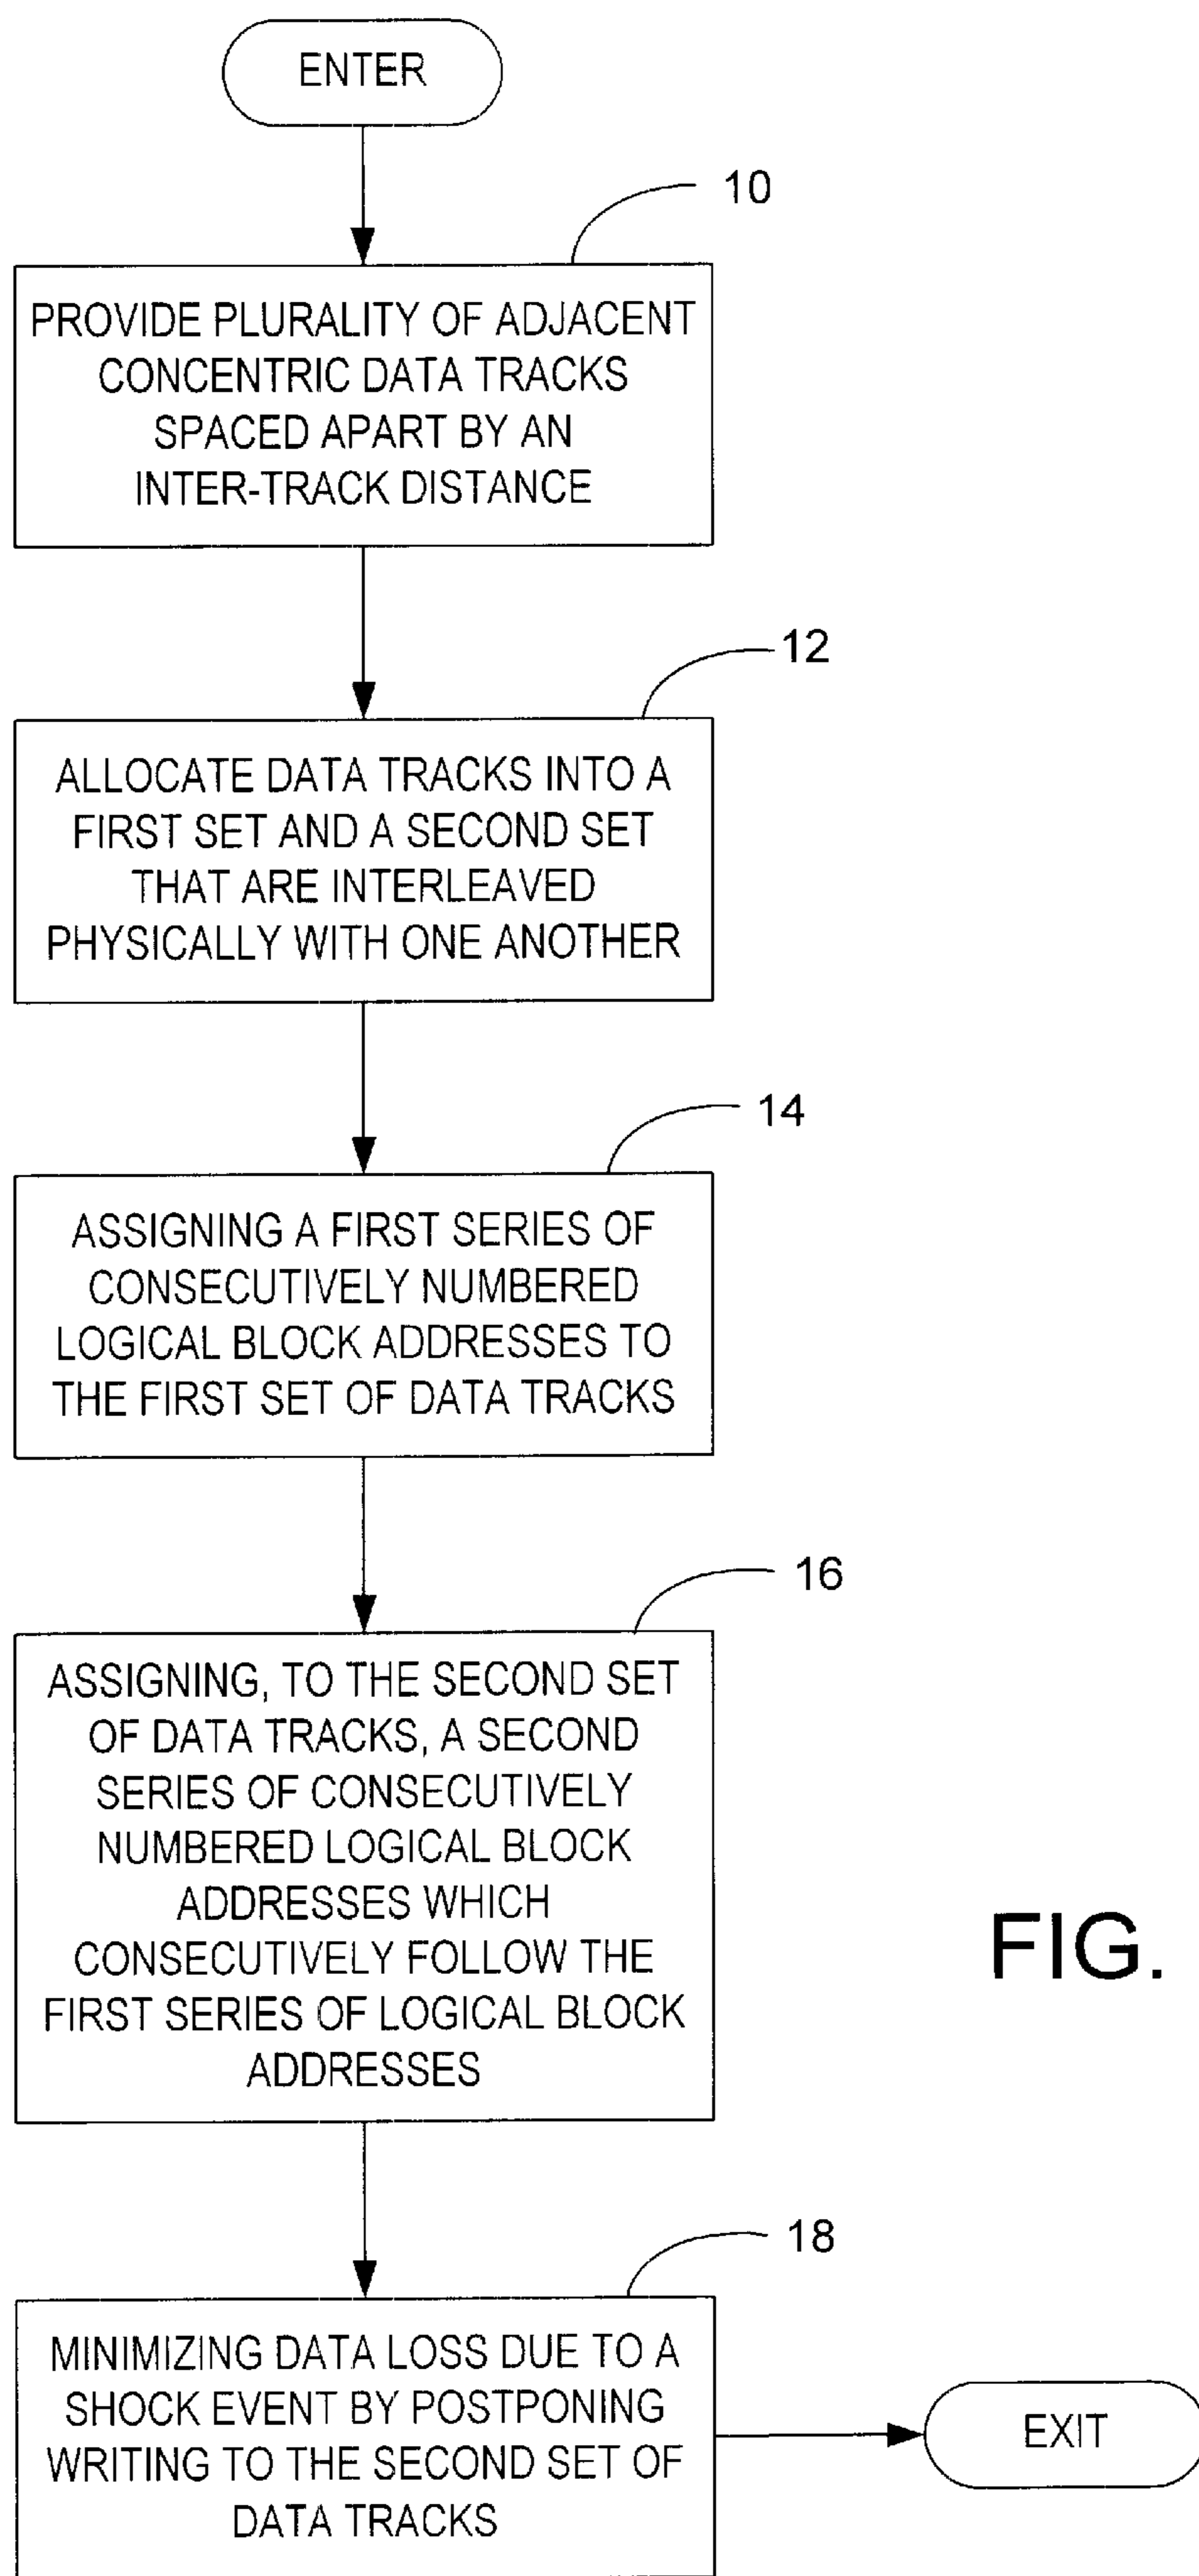 ENTER
10
PROVIDE PLURALITY OF ADJACENT
CONCENTRIC DATA TRACKS
SPACED APART BY AN
INTER-TRACK DISTANCE
12
ALLOCATE DATA TRACKS INTO A
FIRST SET AND A SECOND SET
THAT ARE INTERLEAVED
PHYSICALLY WITH ONE ANOTHER
14
ASSIGNING A FIRST SERIES OF
CONSECUTIVELY NUMBERED
LOGICAL BLOCK ADDRESSES TO
THE FIRST SET OF DATA TRACKS
16
ASSIGNING, TO THE SECOND SET
OF DATA TRACKS, A SECOND
SERIES OF CONSECUTIVELY
NUMBERED LOGICAL BLOCK
ADDRESSES WHICH
CONSECUTIVELY FOLLOW THE
FIRST SERIES OF LOGICAL BLOCK
ADDRESSES
FIG.
18
MINIMIZING DATA LOSS DUE TO A
SHOCK EVENT BY POSTPONING
WRITING TO THE SECOND SET OF
DATA TRACKS
EXIT